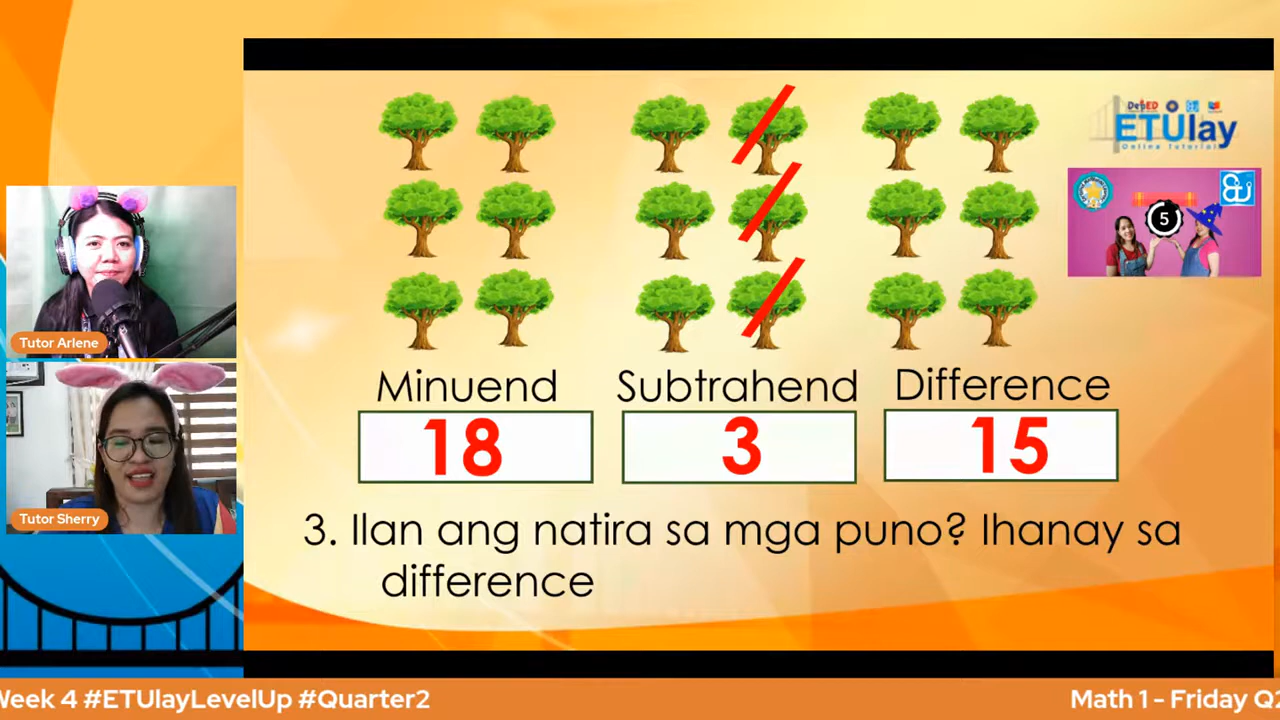 DepED
ETUlay
Online Tutorial
5
Tutor Arlene
Tutor Sherry
Minuend Subtrahend Difference
18 3 15
3. Ilan ang natira sa mga puno? Ihanay sa
difference
Week 4 #ETUlayLevelUp #Quarter2
Math 1 - Friday Q2